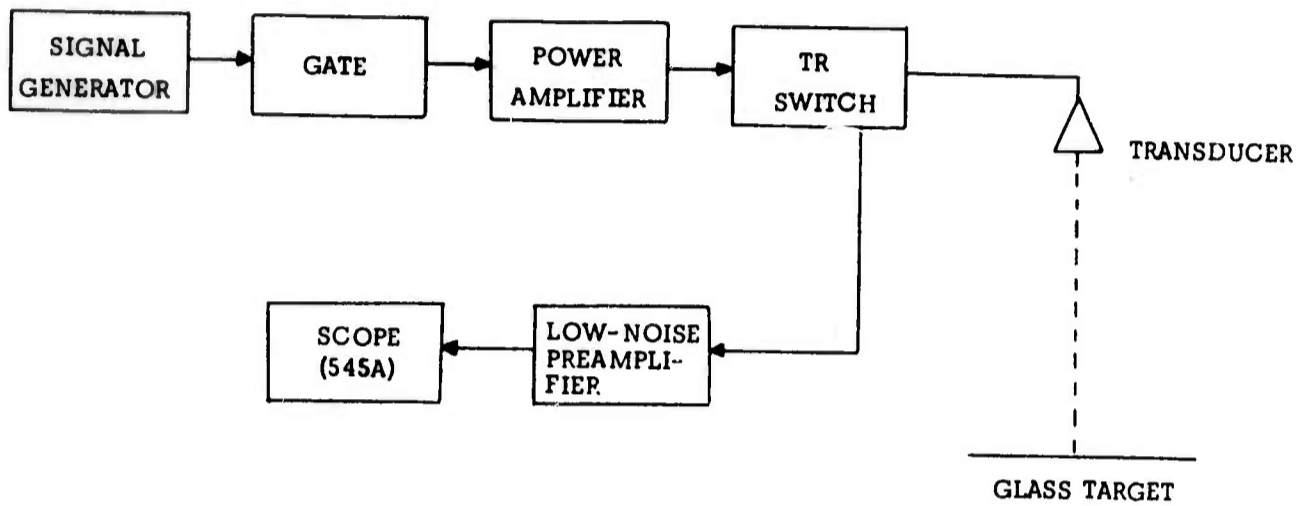 SIGNAL
GENERATOR
GATE
POWER
AMPLIFIER
TR
SWITCH
TRANSDUCER
SCOPE
(545A)
LOW-NOISE
PREAMPLI-
FIER
GLASS TARGET